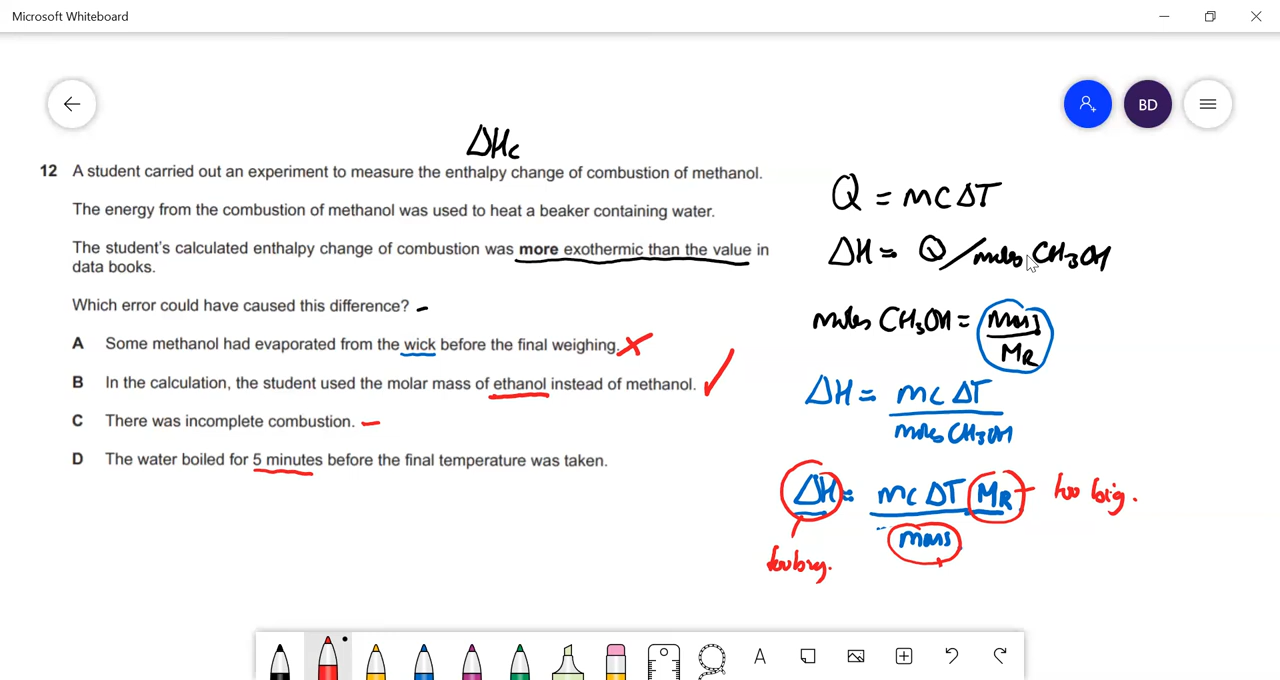 Microsoft Whiteboard
BD
ΔHc
12 A student carried out an experiment to measure the enthalpy change of combustion of methanol.
The energy from the combustion of methanol was used to heat a beaker containing water.
The student's calculated enthalpy change of combustion was more exothermic than the value in
data books.
Which error could have caused this difference?
A Some methanol had evaporated from the wick before the final weighing.
B In the calculation, the student used the molar mass of ethanol instead of methanol.
C There was incomplete combustion.
D The water boiled for 5 minutes before the final temperature was taken.
Q = mcΔT
ΔH = Q/moles CH3OH
moles CH3OH = mass
MR
ΔH = mcΔT
moles CH3OH
ΔH = mcΔT MR too big.
mass
too big.
A